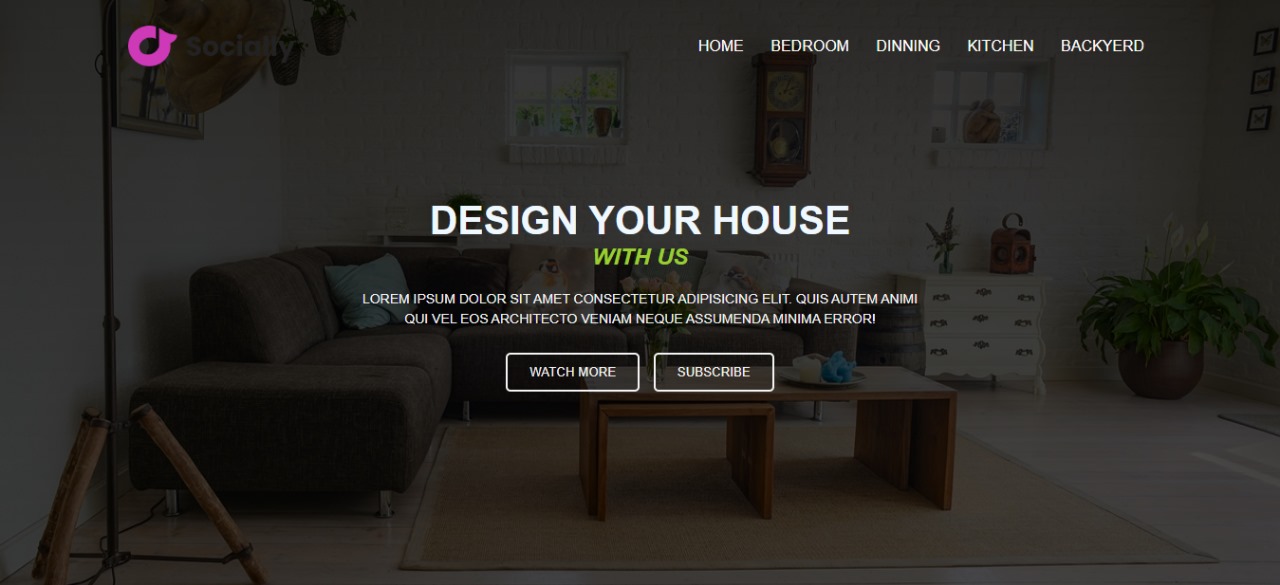 Socially
HOME BEDROOM DINNING KITCHEN BACKYERD
DESIGN YOUR HOUSE
WITH US
LOREM IPSUM DOLOR SIT AMET CONSECTETUR ADIPISICING ELIT. QUIS AUTEM ANIMI
QUI VEL EOS ARCHITECTO VENIAM NEQUE ASSUMENDA MINIMA ERROR!
WATCH MORE SUBSCRIBE